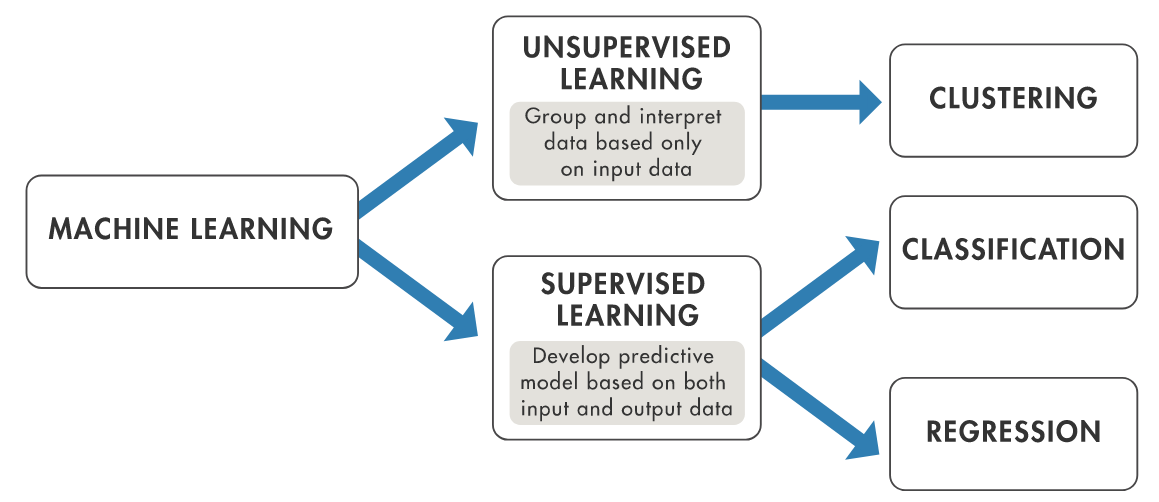 MACHINE LEARNING
UNSUPERVISED
LEARNING
Group and interpret
data based only
on input data
CLUSTERING
SUPERVISED
LEARNING
Develop predictive
model based on both
input and output data
CLASSIFICATION
REGRESSION